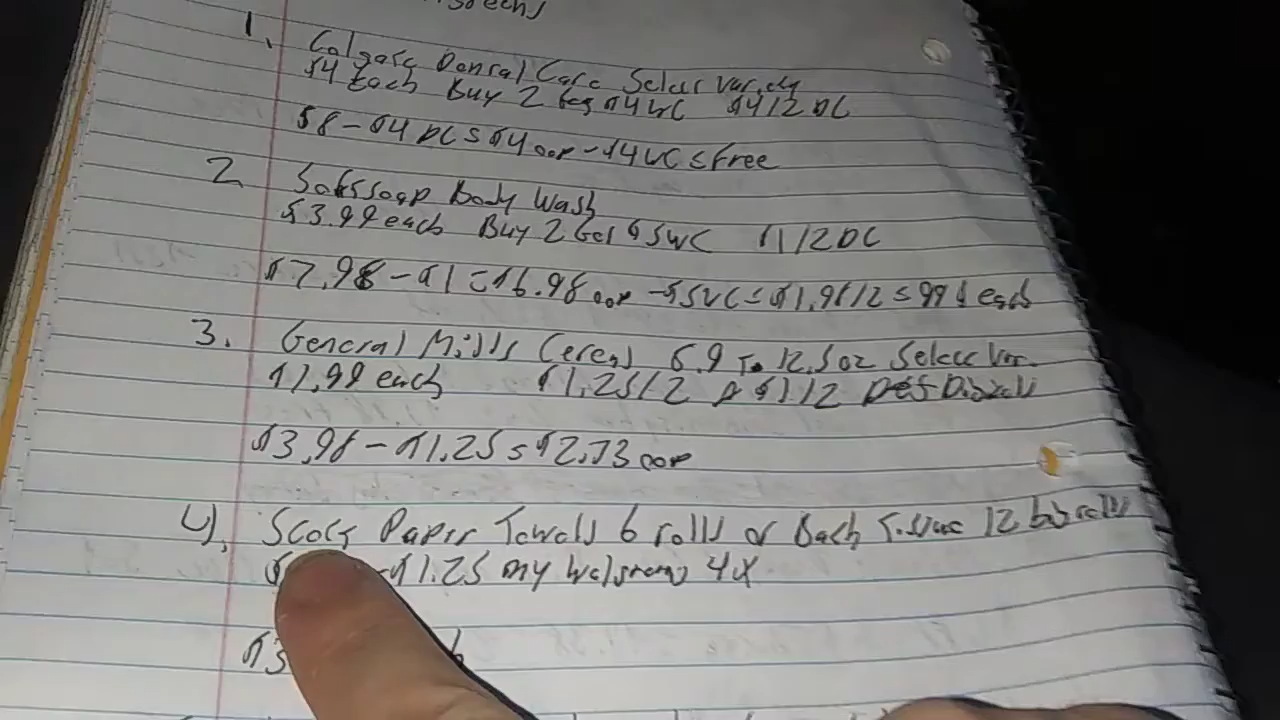 1. Colgate Dental Care Select Variety
$4 Each Buy 2 Get $4 WC $4/2 DC
$8 - $4 DC = $4 oop - $4 WC = Free
2. Softsoap Body Wash
$3.99 each Buy 2 Get $5 WC $1/2 DC
$7.98 - $1 = $6.98 oop - $5 WC = $1.98/2 = 99¢ each
3. General Mills Cereal 8.9 To 12.5 oz Select Var.
$1.99 each $1.25/2 $1/2 Digital
$3.98 - $1.25 = $2.73 oop
4). Scott Paper Towels 6 rolls or Bath Tissue 12 rolls
$ - $1.25 my Walgreens 4X
$3